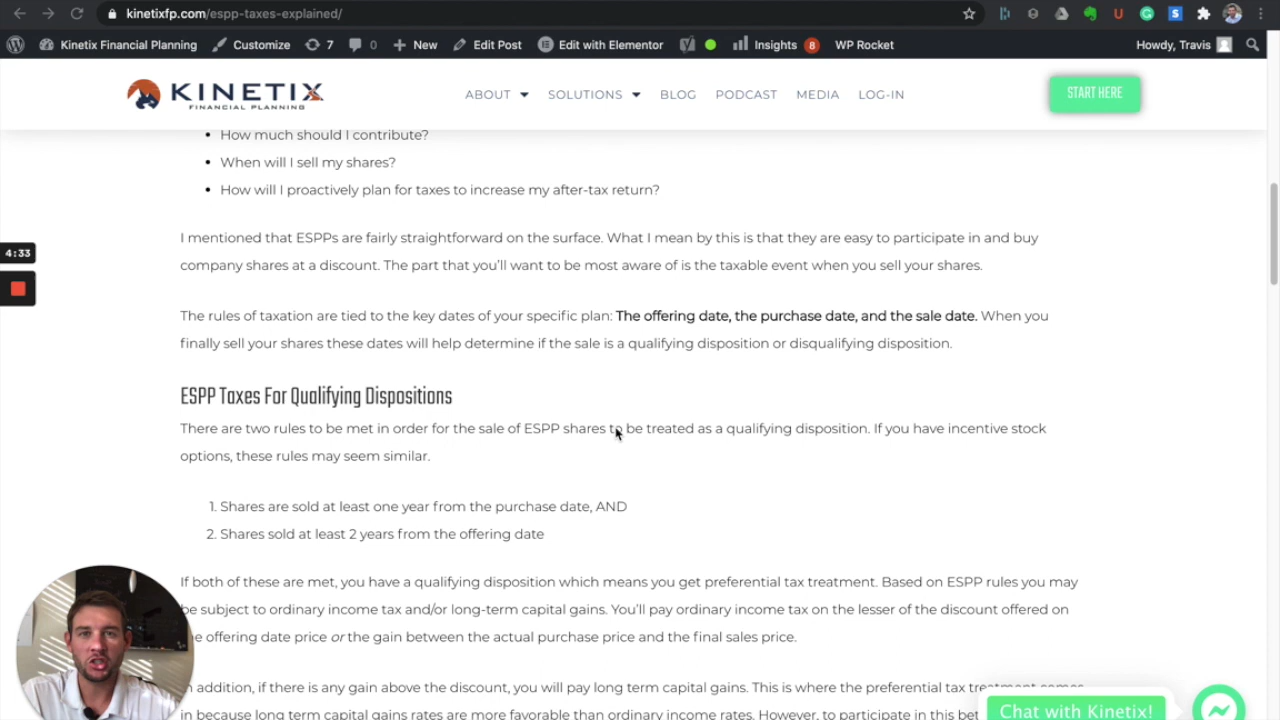 kinetixfp.com/espp-taxes-explained/
Kinetix Financial Planning Customize 7 0 New Edit Post Edit with Elementor Insights 8 WP Rocket Howdy, Travis
KINETIX
FINANCIAL PLANNING
ABOUT SOLUTIONS BLOG PODCAST MEDIA LOG-IN
START HERE
• How much should I contribute?
• When will I sell my shares?
• How will I proactively plan for taxes to increase my after-tax return?
4:33
I mentioned that ESPPs are fairly straightforward on the surface. What I mean by this is that they are easy to participate in and buy
company shares at a discount. The part that you'll want to be most aware of is the taxable event when you sell your shares.
The rules of taxation are tied to the key dates of your specific plan: The offering date, the purchase date, and the sale date. When you
finally sell your shares these dates will help determine if the sale is a qualifying disposition or disqualifying disposition.
ESPP Taxes For Qualifying Dispositions
There are two rules to be met in order for the sale of ESPP shares to be treated as a qualifying disposition. If you have incentive stock
options, these rules may seem similar.
1. Shares are sold at least one year from the purchase date, AND
2. Shares sold at least 2 years from the offering date
If both of these are met, you have a qualifying disposition which means you get preferential tax treatment. Based on ESPP rules you may
be subject to ordinary income tax and/or long-term capital gains. You'll pay ordinary income tax on the lesser of the discount offered on
offering date price or the gain between the actual purchase price and the final sales price.
addition, if there is any gain above the discount, you will pay long term capital gains. This is where the preferential tax treatment comes
in because long term capital gains rates are more favorable than ordinary income rates. However, to participate in this
Chat with Kinetix!